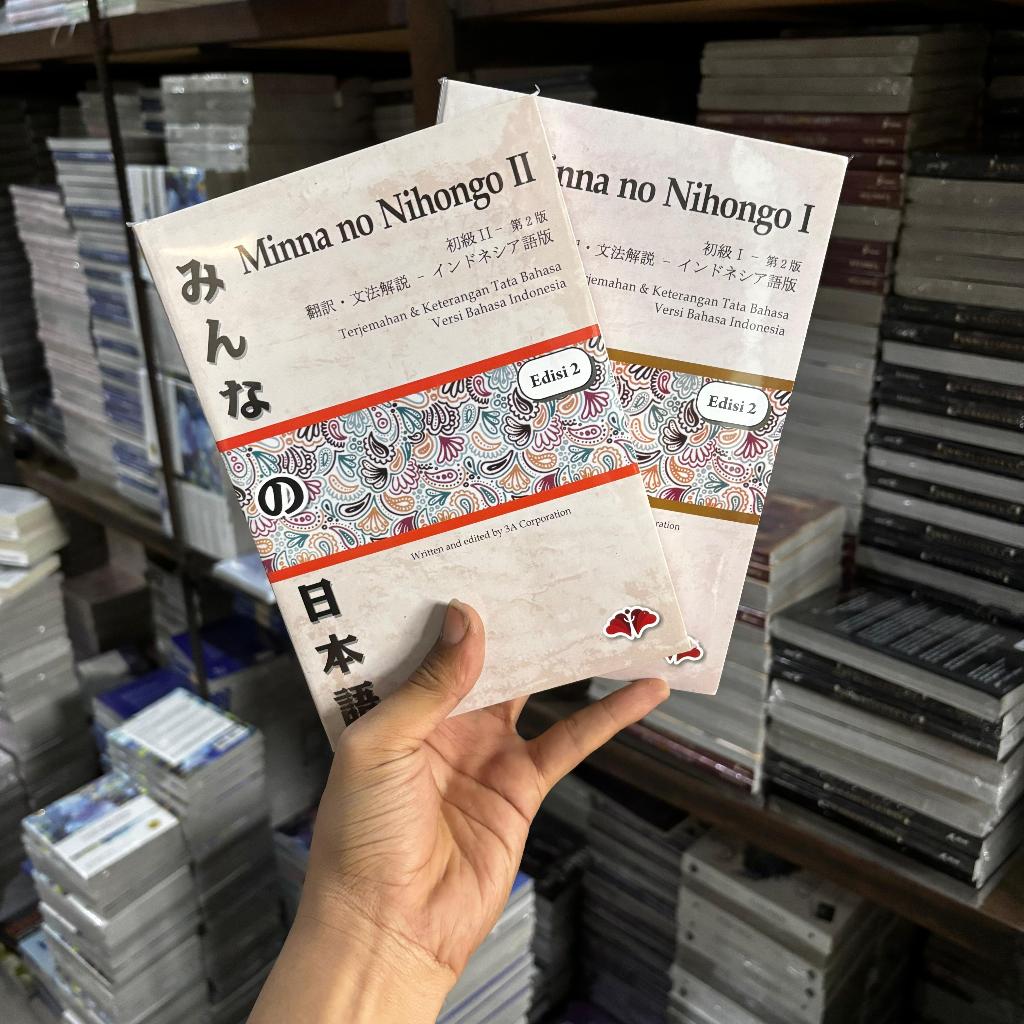 Minna no Nihongo II
初級 II – 第2版
翻訳・文法解説 – インドネシア語版
Terjemahan & Keterangan Tata Bahasa
Versi Bahasa Indonesia
みんな
の
日本語
Edisi 2
Written and edited by 3A Corporation
inna no Nihongo I
初級 I – 第2版
・文法解説 – インドネシア語版
erjemahan & Keterangan Tata Bahasa
Versi Bahasa Indonesia
Edisi 2
oration